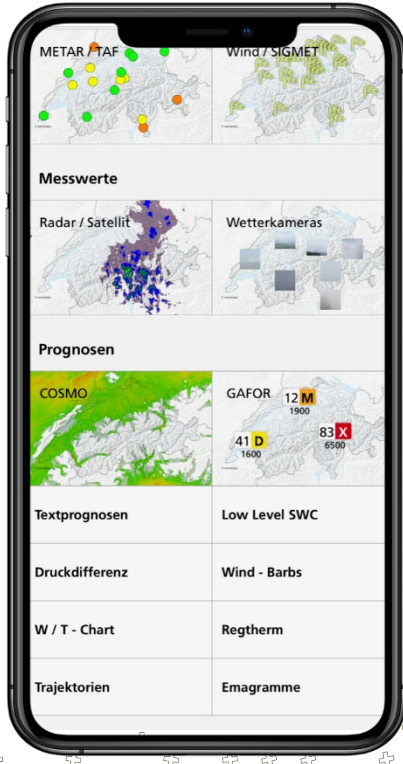 METAR / TAF
Wind / SIGMET
Messwerte
Radar / Satellit
Wetterkameras
Prognosen
COSMO
GAFOR
12 M
1900
41 D
1600
83 X
6500
Textprognosen
Low Level SWC
Druckdifferenz
Wind - Barbs
W / T - Chart
Regtherm
Trajektorien
Emagramme